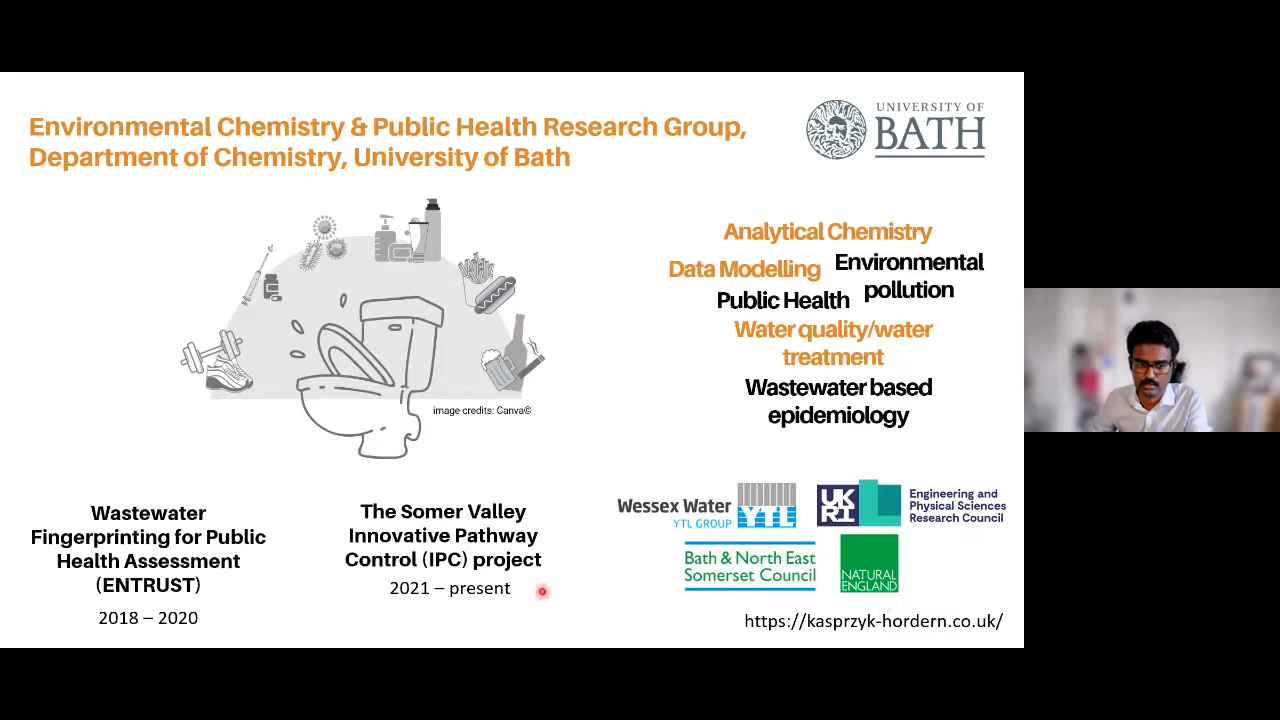 Environmental Chemistry & Public Health Research Group,
Department of Chemistry, University of Bath
UNIVERSITY OF
BATH
Analytical Chemistry
Data Modelling
Environmental
pollution
Public Health
Water quality/water
treatment
Wastewater based
epidemiology
image credits: Canva©
Wastewater
Fingerprinting for Public
Health Assessment
(ENTRUST)
2018 – 2020
The Somer Valley
Innovative Pathway
Control (IPC) project
2021 – present
Wessex Water
YTL GROUP
YTL
UK
RI
Engineering and
Physical Sciences
Research Council
Bath & North East
Somerset Council
NATURAL
ENGLAND
https://kasprzyk-hordern.co.uk/